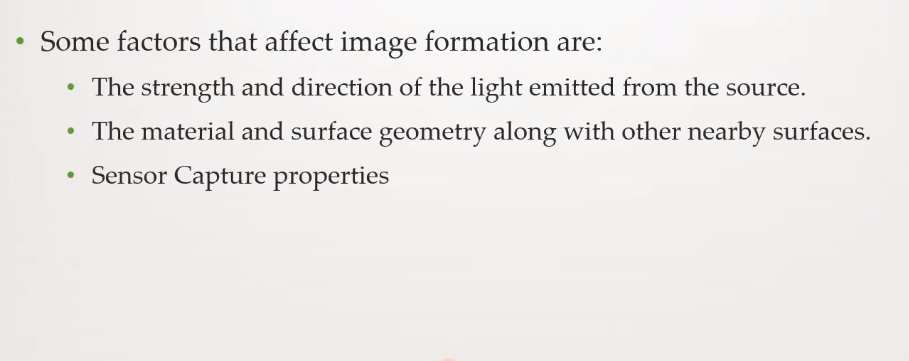 • Some factors that affect image formation are:
• The strength and direction of the light emitted from the source.
• The material and surface geometry along with other nearby surfaces.
• Sensor Capture properties